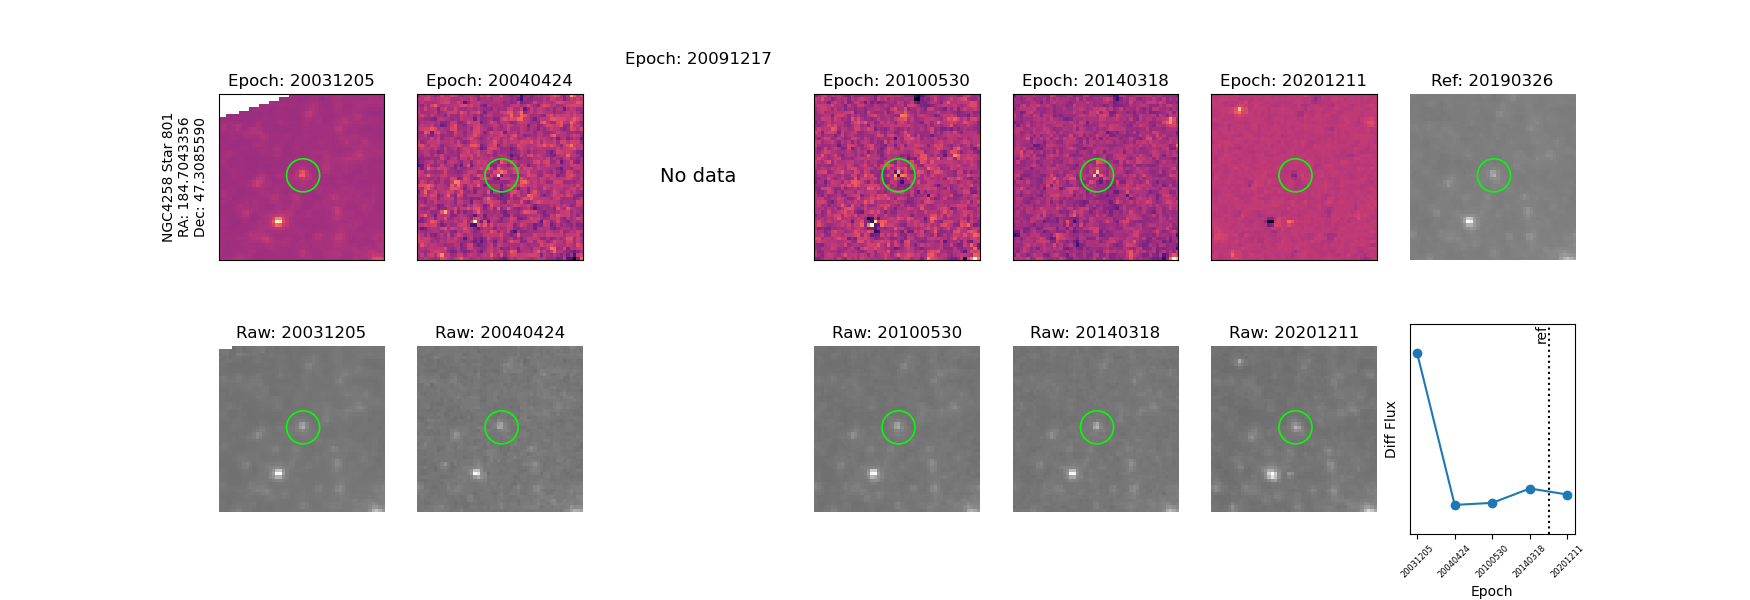 Epoch: 20091217
Epoch: 20031205
Epoch: 20040424
Epoch: 20100530
Epoch: 20140318
Epoch: 20201211
Ref: 20190326
NGC4258 Star 801
RA: 184.7043356
Dec: 47.3085590
No data
Raw: 20031205
Raw: 20040424
Raw: 20100530
Raw: 20140318
Raw: 20201211
ref
Diff Flux
20031205
20040424
20100530
20140318
20201211
Epoch